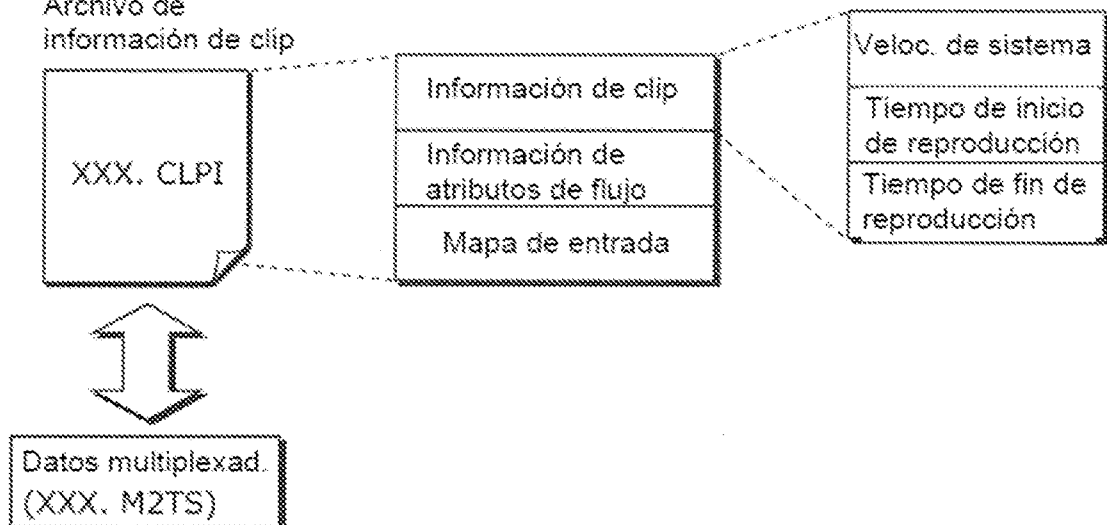 Archivo de
información de clip
XXX. CLPI
Información de clip
Información de
atributos de flujo
Mapa de entrada
Veloc. de sistema
Tiempo de inicio
de reproducción
Tiempo de fin de
reproducción
Datos multiplexad.
(XXX. M2TS)